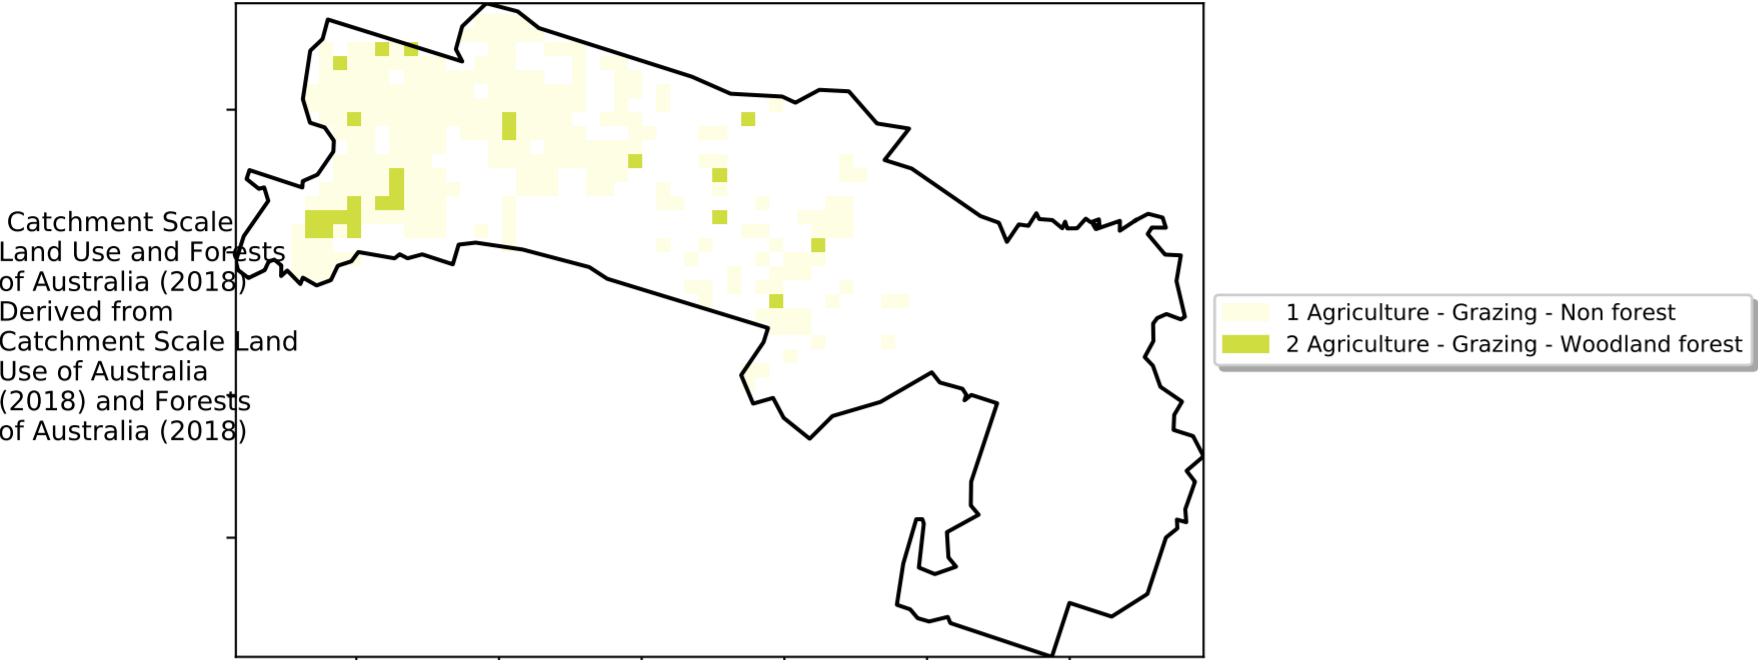 Catchment Scale
Land Use and Forests
of Australia (2018)
Derived from
Catchment Scale Land
Use of Australia
(2018) and Forests
of Australia (2018)
1 Agriculture - Grazing - Non forest
2 Agriculture - Grazing - Woodland forest